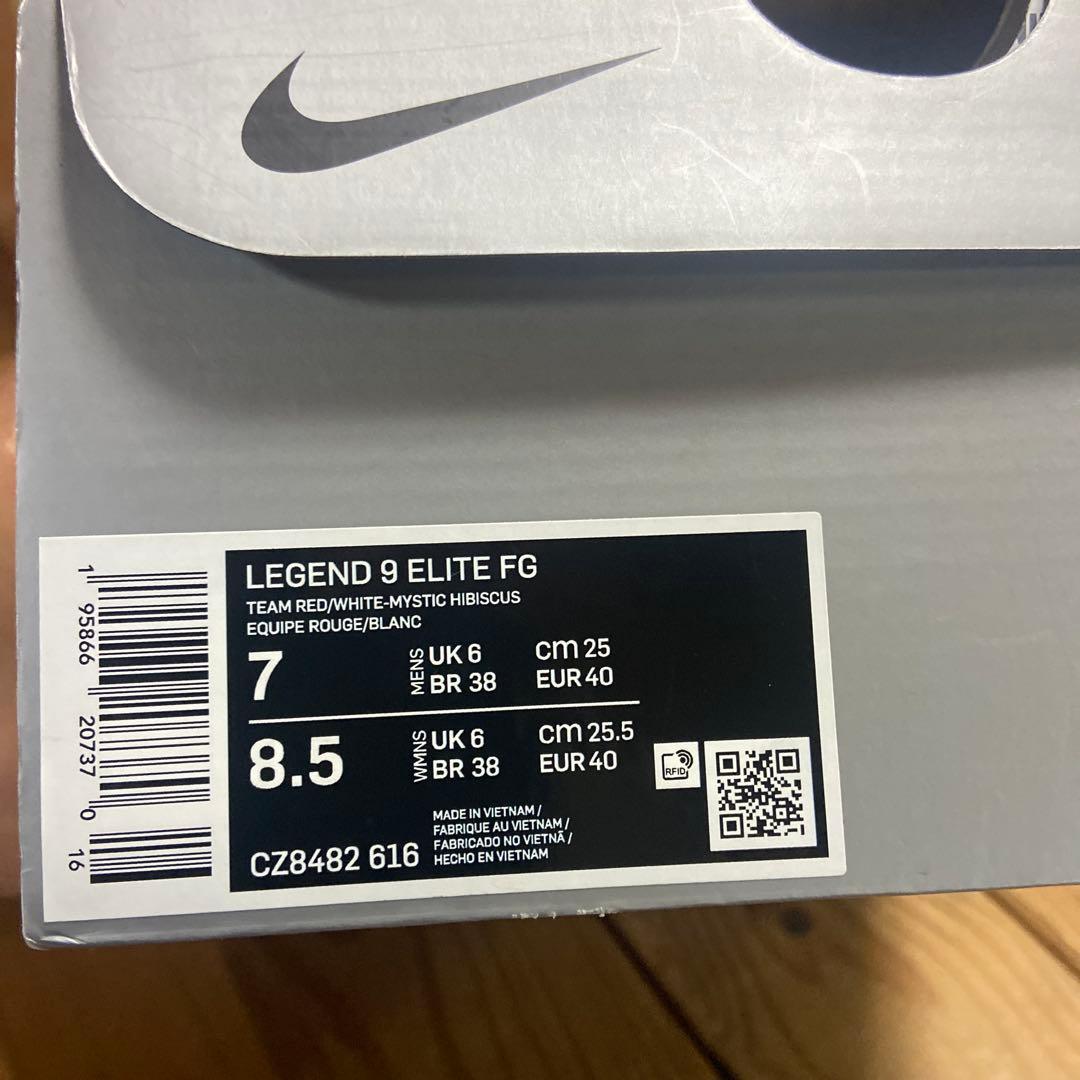 LEGEND 9 ELITE FG
TEAM RED/WHITE-MYSTIC HIBISCUS
EQUIPE ROUGE/BLANC
7 MENS UK 6 cm 25
BR 38 EUR 40
8.5 WMNS UK 6 cm 25.5
BR 38 EUR 40
RFID
CZ8482 616
MADE IN VIETNAM /
FABRIQUE AU VIETNAM /
FABRICADO NO VIETNÃ /
HECHO EN VIETNAM
1 95866 20737 0 16